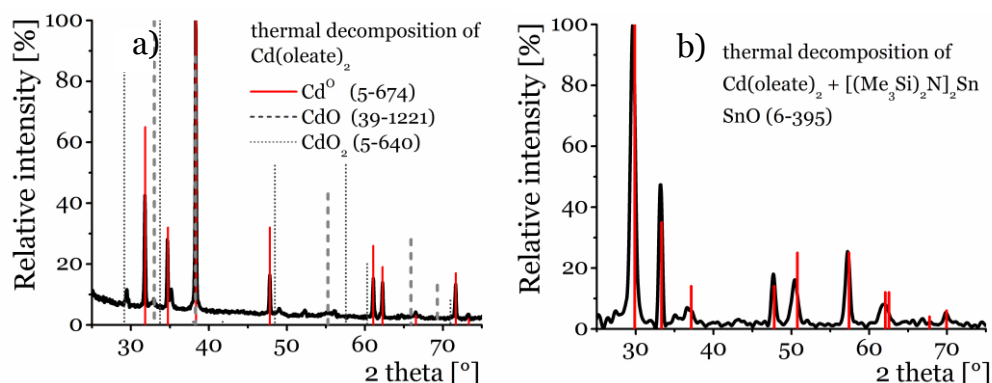 a)
thermal decomposition of
Cd(oleate)₂
Cd⁰ (5-674)
CdO (39-1221)
CdO₂ (5-640)
Relative intensity [%]
100
80
60
40
20
0
30 40 50 60 70
2 theta [°]
b)
thermal decomposition of
Cd(oleate)₂ + [(Me₃Si)₂N]₂Sn
SnO (6-395)
Relative intensity [%]
100
80
60
40
20
0
30 40 50 60 70
2 theta [°]